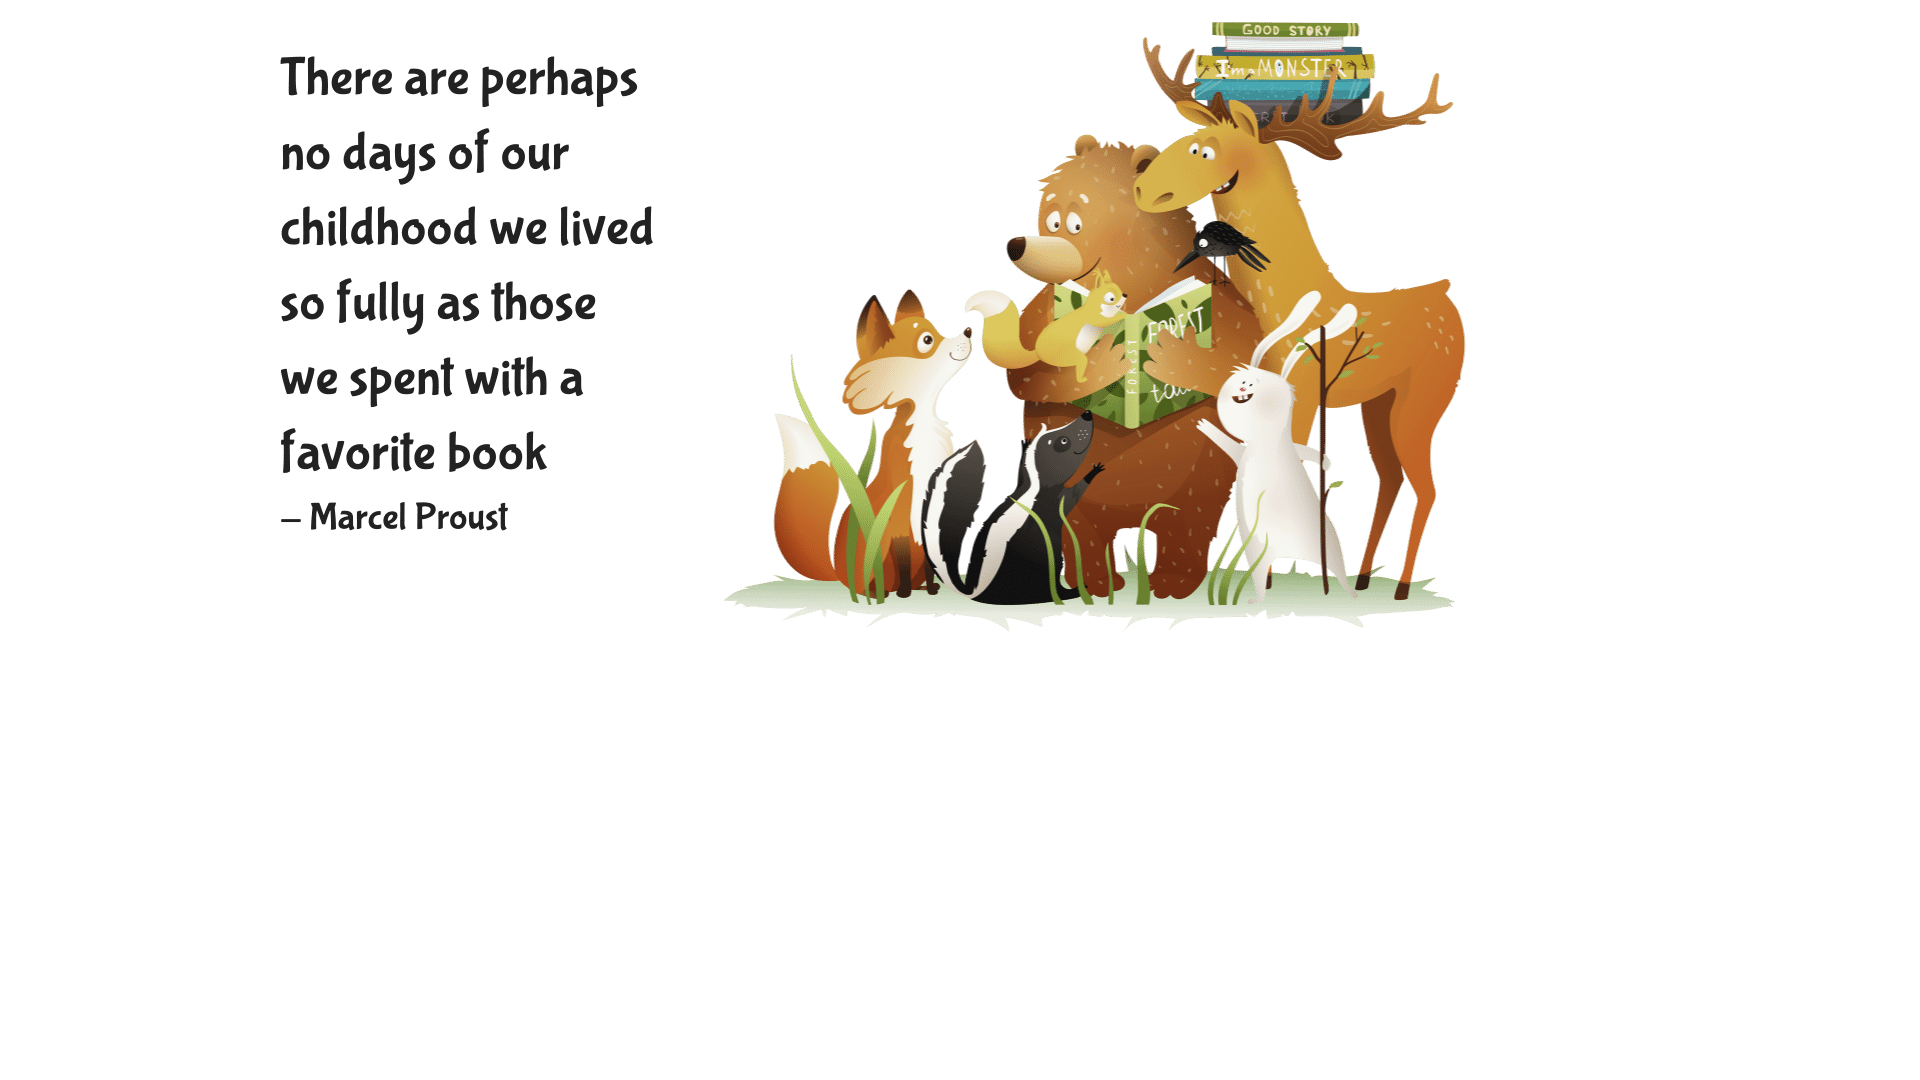 There are perhaps
no days of our
childhood we lived
so fully as those
we spent with a
favorite book
– Marcel Proust
GOOD STORY
I'm a MONSTER
FOREST
FOREST